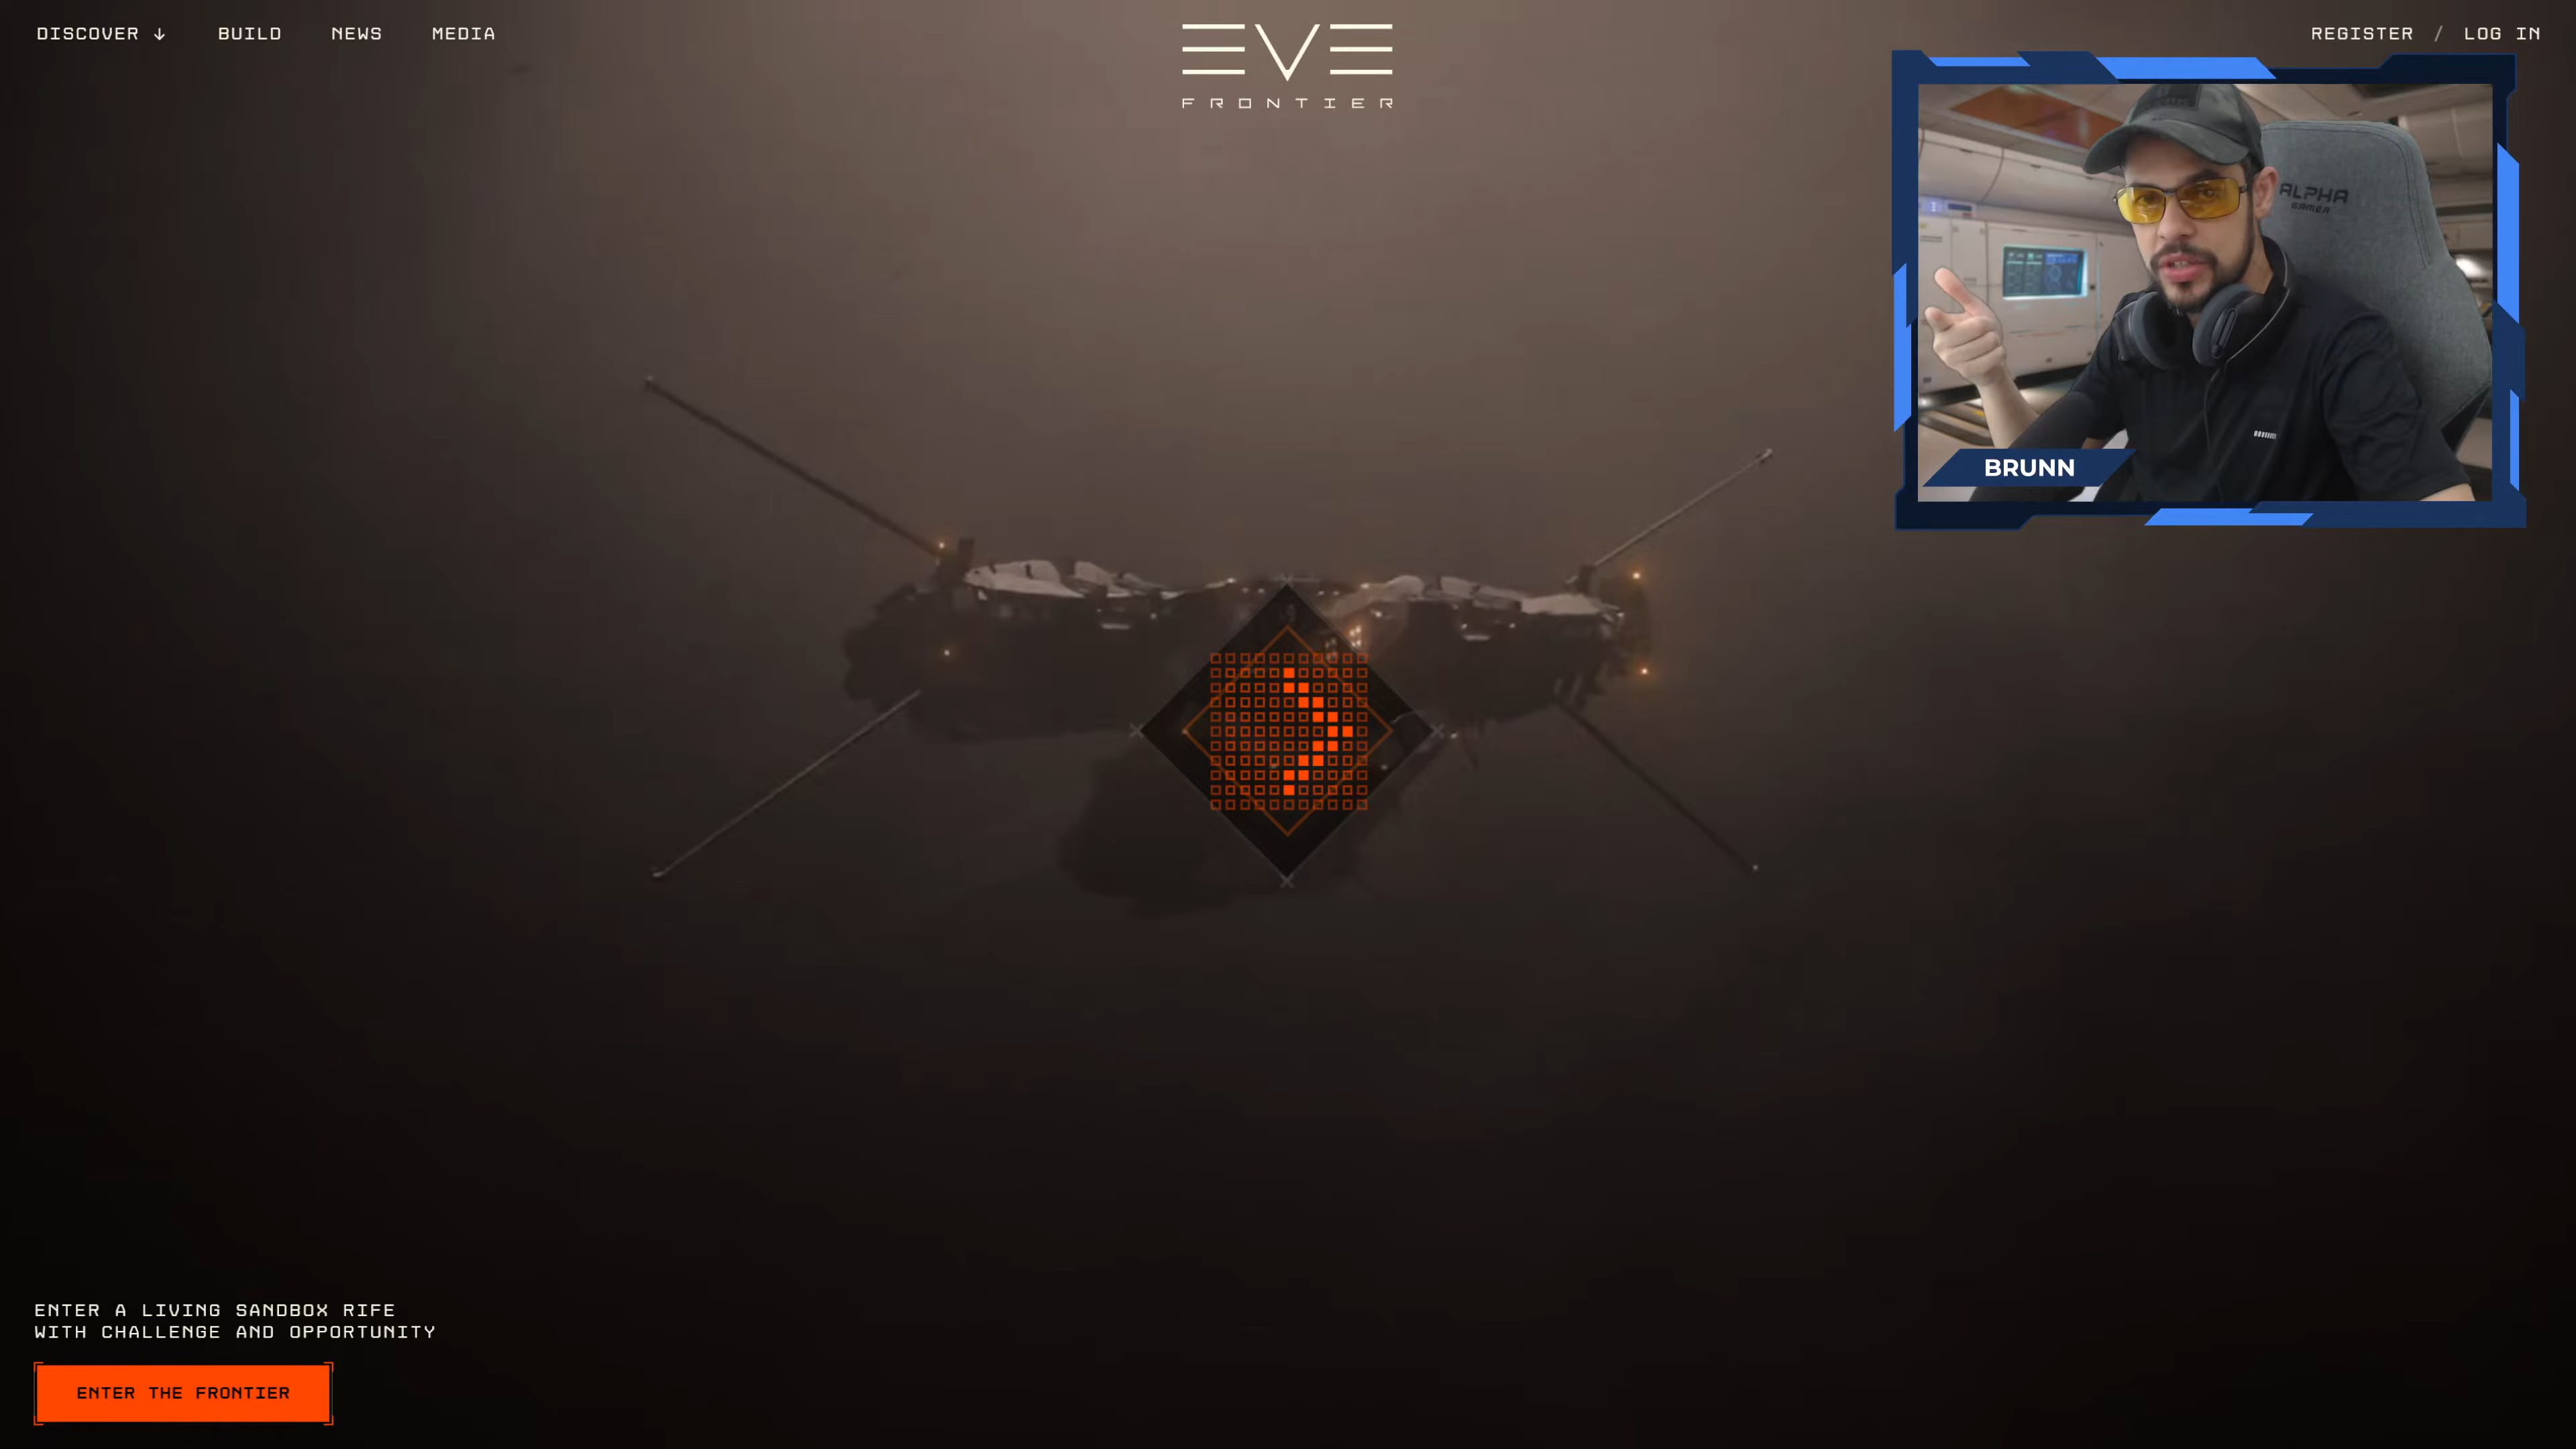 DISCOVER ↓ BUILD NEWS MEDIA
EVE
FRONTIER
REGISTER / LOG IN
ALPHA
GAMER
BRUNN
ENTER A LIVING SANDBOX RIFE
WITH CHALLENGE AND OPPORTUNITY
ENTER THE FRONTIER